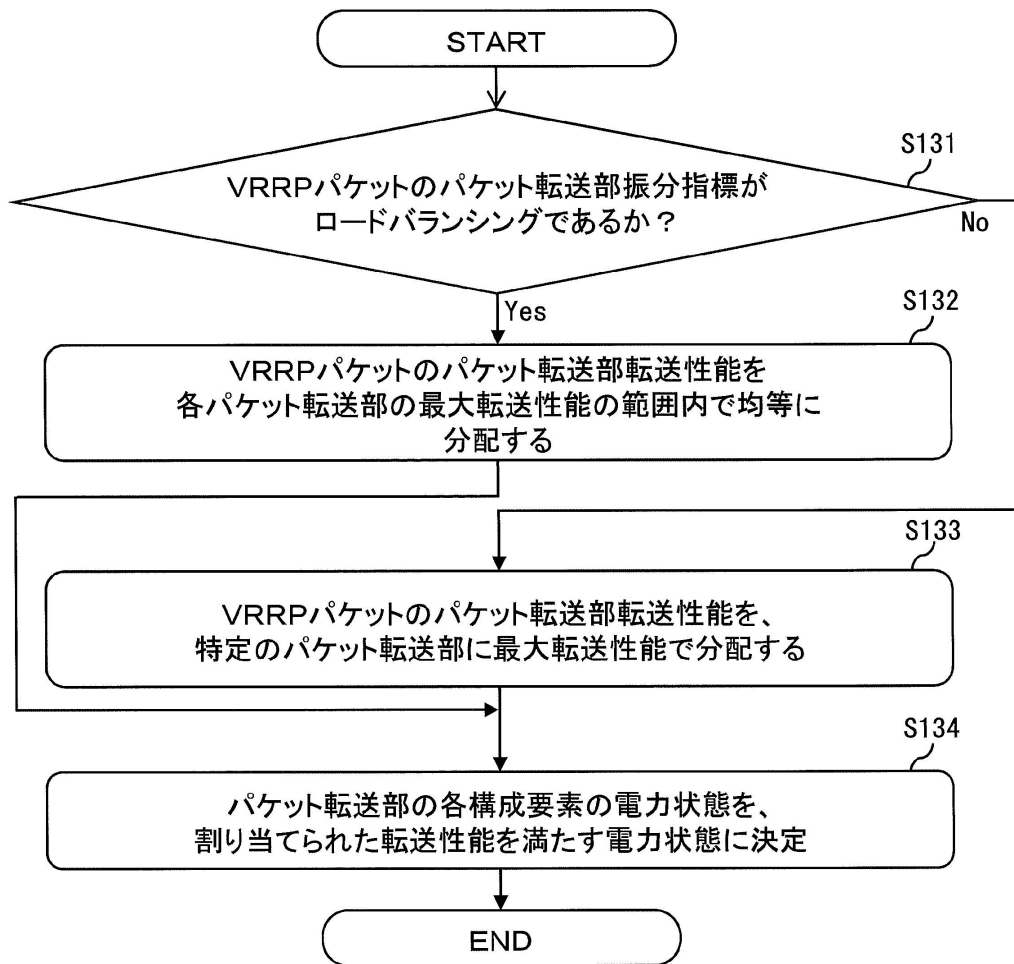 START
S131
VRRPパケットのパケット転送部振分指標が
ロードバランシングであるか？
No
Yes
S132
VRRPパケットのパケット転送部転送性能を
各パケット転送部の最大転送性能の範囲内で均等に
分配する
S133
VRRPパケットのパケット転送部転送性能を、
特定のパケット転送部に最大転送性能で分配する
S134
パケット転送部の各構成要素の電力状態を、
割り当てられた転送性能を満たす電力状態に決定
END